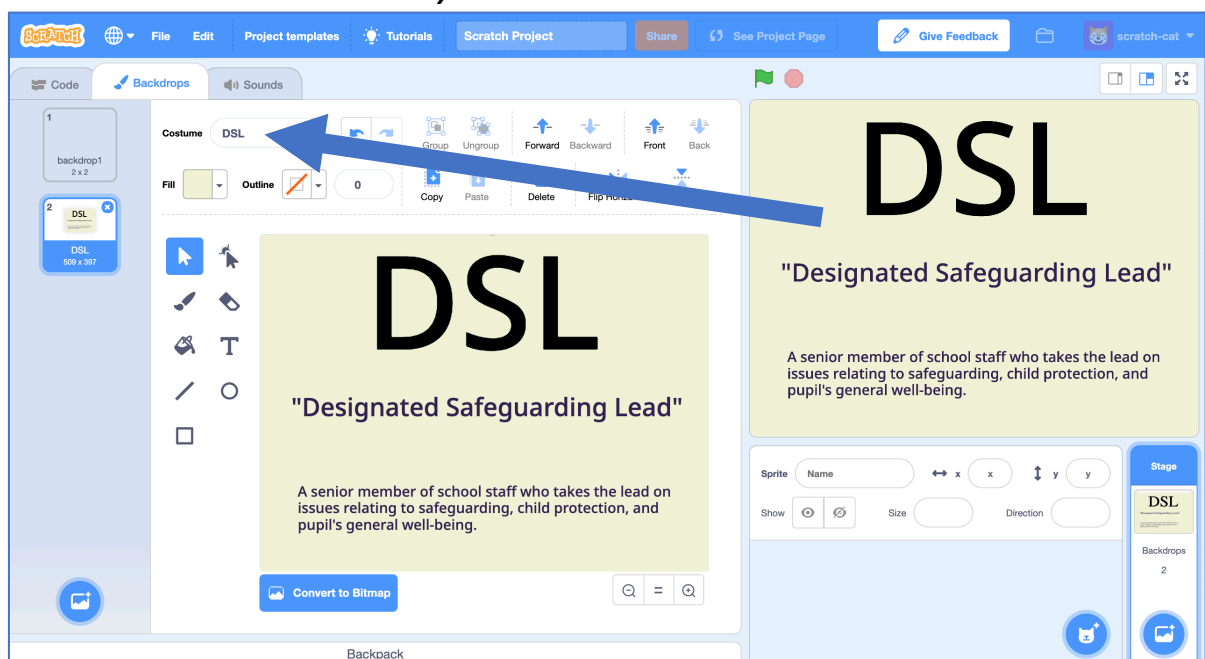 SCRATCH File Edit Project templates Tutorials Scratch Project Share See Project Page Give Feedback scratch-cat
Code Backdrops Sounds
1
backdrop1
2 x 2
2
DSL
DSL
509 x 397
Costume DSL
Group Ungroup Forward Backward Front Back
Fill Outline 0
Copy Paste Delete
DSL
"Designated Safeguarding Lead"
A senior member of school staff who takes the lead on
issues relating to safeguarding, child protection, and
pupil's general well-being.
Convert to Bitmap
=
Backpack
DSL
"Designated Safeguarding Lead"
A senior member of school staff who takes the lead on
issues relating to safeguarding, child protection, and
pupil's general well-being.
Sprite Name x x y y
Show Size Direction
Stage
DSL
"Designated Safeguarding Lead"
Backdrops
2